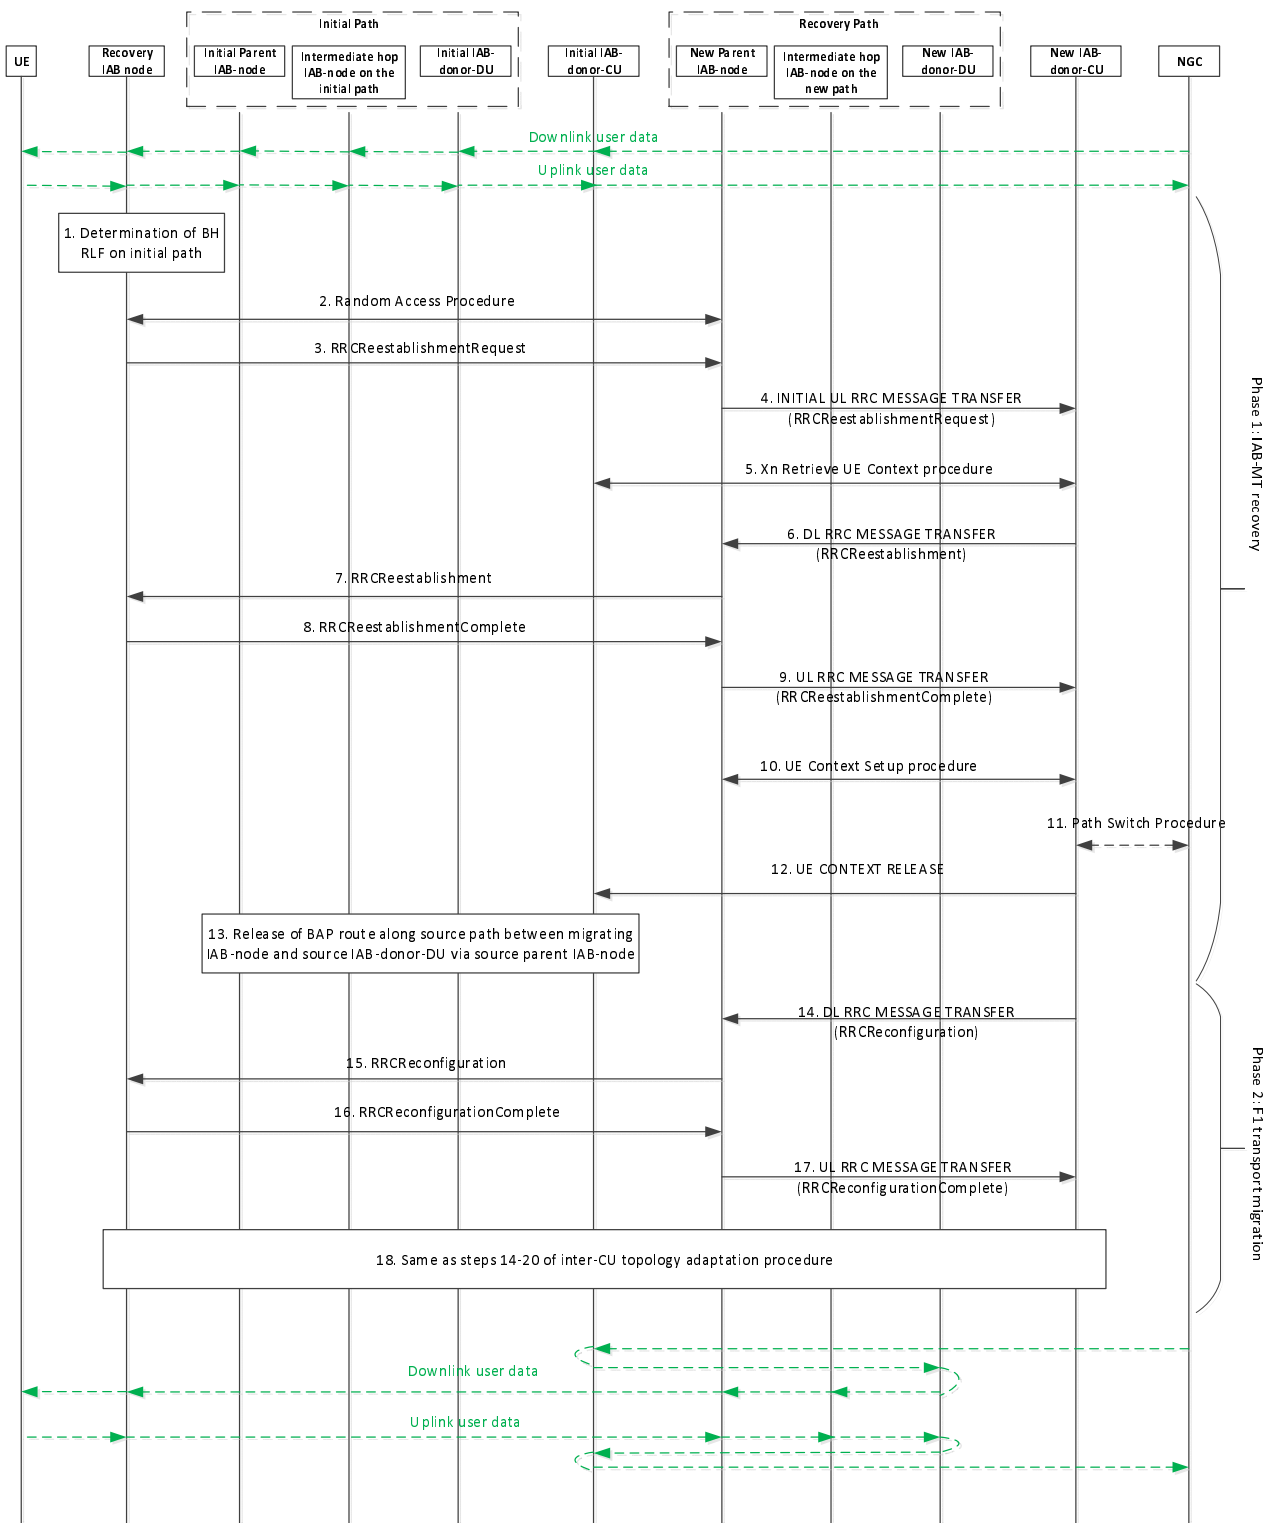 Initial Path
Recovery Path
UE
Recovery
IAB node
Initial Parent
IAB-node
Intermediate hop
IAB-node on the
initial path
Initial IAB-
donor-DU
Initial IAB-
donor-CU
New Parent
IAB-node
Intermediate hop
IAB-node on the
new path
New IAB-
donor-DU
New IAB-
donor-CU
NGC
Downlink user data
Uplink user data
1. Determination of BH
RLF on initial path
2. Random Access Procedure
3. RRCReestablishmentRequest
4. INITIAL UL RRC MESSAGE TRANSFER
(RRCReestablishmentRequest)
5. Xn Retrieve UE Context procedure
6. DL RRC MESSAGE TRANSFER
(RRCReestablishment)
7. RRCReestablishment
8. RRCReestablishmentComplete
9. UL RRC MESSAGE TRANSFER
(RRCReestablishmentComplete)
10. UE Context Setup procedure
11. Path Switch Procedure
12. UE CONTEXT RELEASE
13. Release of BAP route along source path between migrating
IAB-node and source IAB-donor-DU via source parent IAB-node
Phase 1: IAB-MT recovery
14. DL RRC MESSAGE TRANSFER
(RRCReconfiguration)
15. RRCReconfiguration
16. RRCReconfigurationComplete
17. UL RRC MESSAGE TRANSFER
(RRCReconfigurationComplete)
18. Same as steps 14-20 of inter-CU topology adaptation procedure
Phase 2: F1 transport migration
Downlink user data
Uplink user data